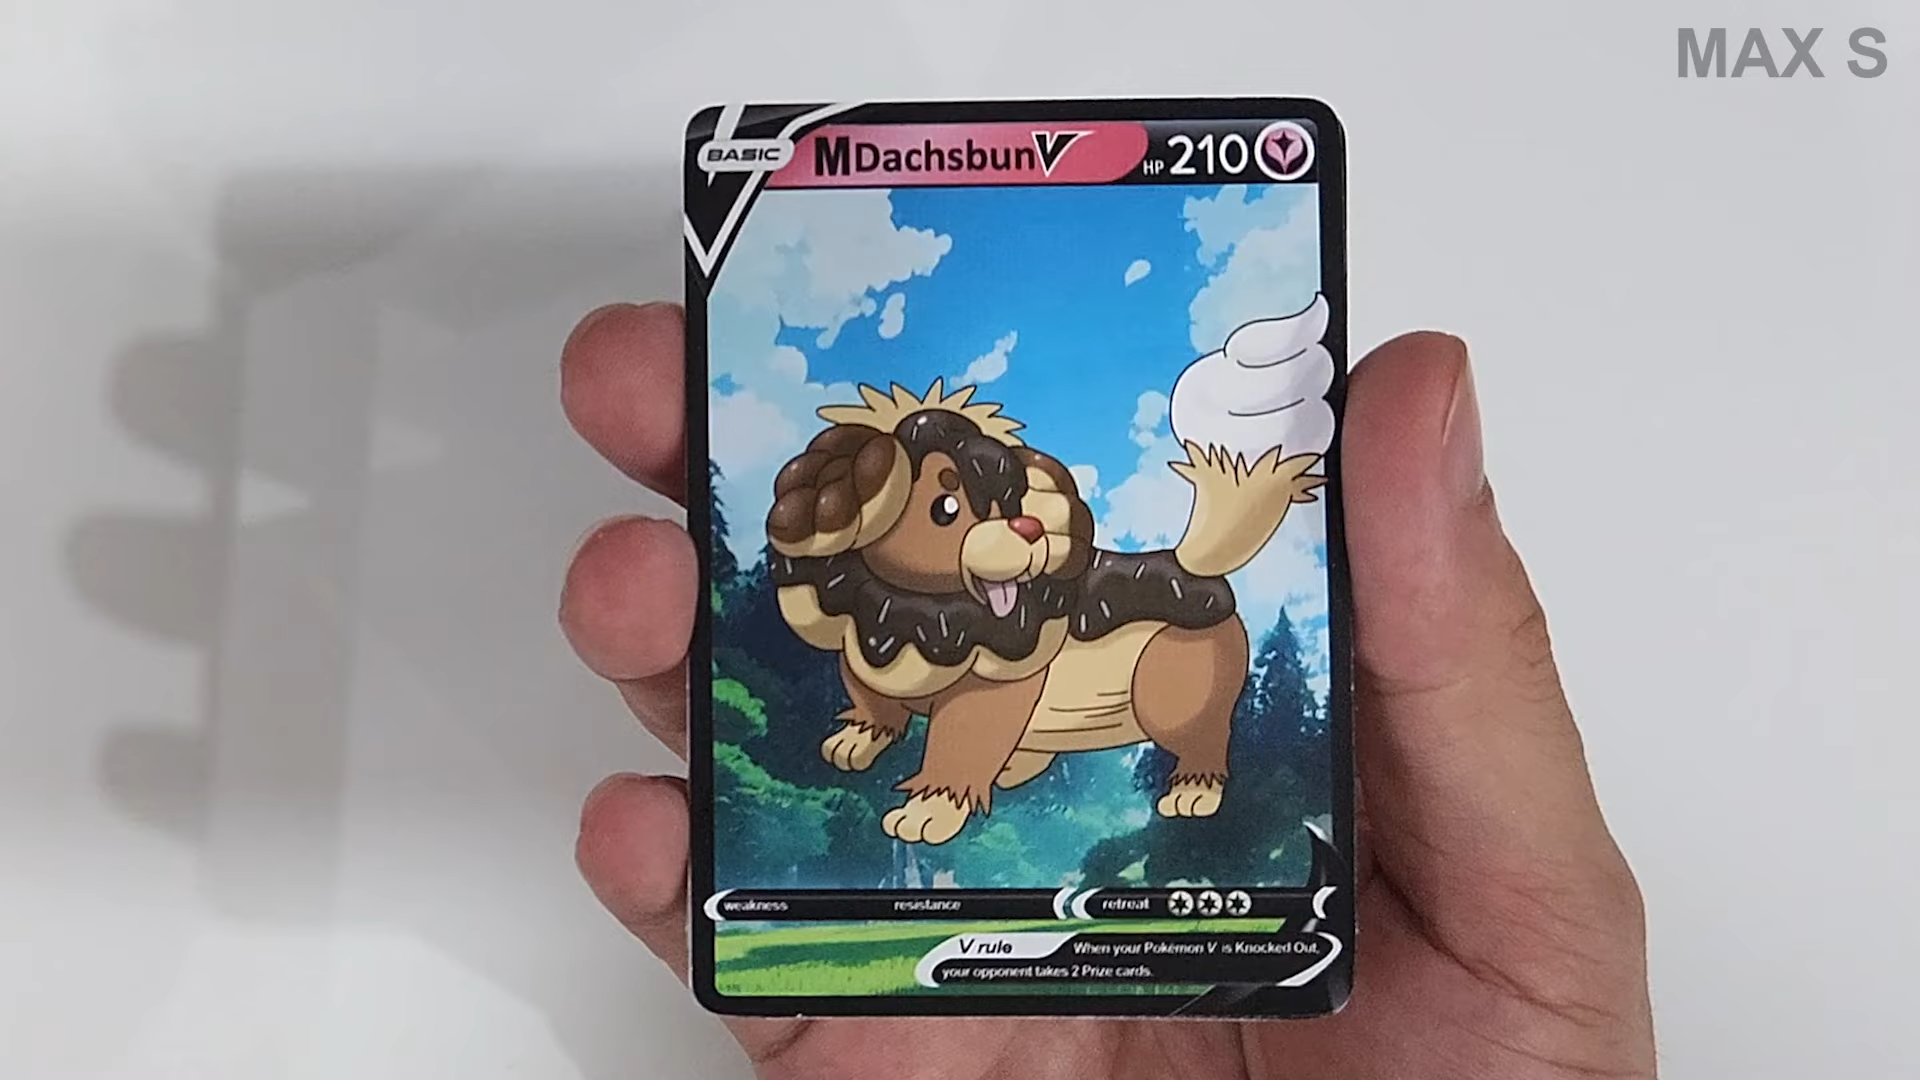 MAX S
BASIC
MDachsbunV
HP 210
weakness resistance retreat
V rule When your Pokémon V is Knocked Out,
your opponent takes 2 Prize cards.